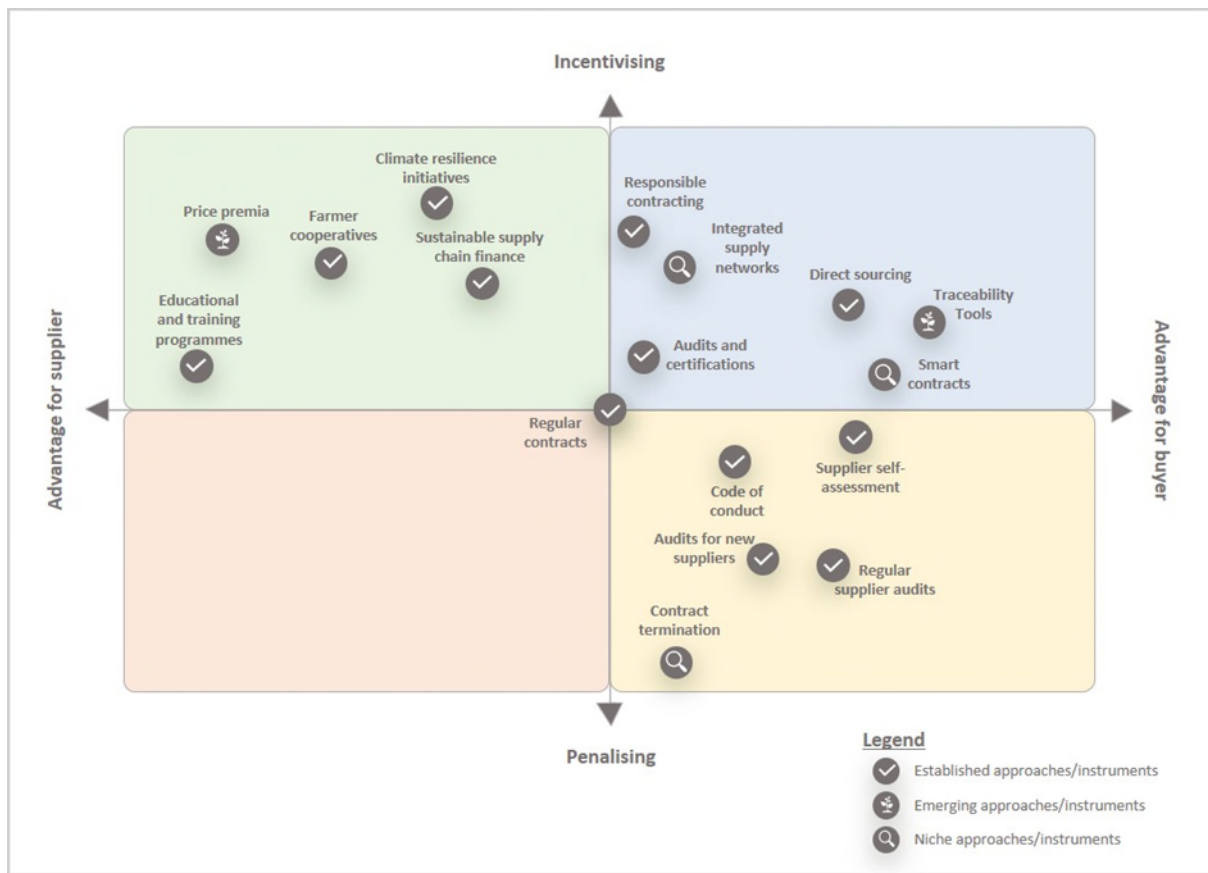 Incentivising
Climate resilience
initiatives
Price premia
Farmer
cooperatives
Sustainable supply
chain finance
Educational
and training
programmes
Responsible
contracting
Integrated
supply
networks
Direct sourcing
Traceability
Tools
Audits and
certifications
Smart
contracts
Advantage for supplier
Advantage for buyer
Regular
contracts
Code of
conduct
Supplier self-
assessment
Audits for new
suppliers
Regular
supplier audits
Contract
termination
Penalising
Legend
Established approaches/instruments
Emerging approaches/instruments
Niche approaches/instruments